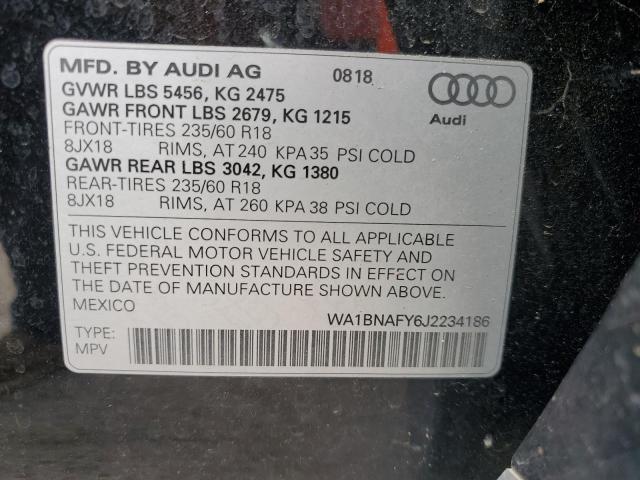 MFD. BY AUDI AG 0818
GVWR LBS 5456, KG 2475
GAWR FRONT LBS 2679, KG 1215
Audi
FRONT-TIRES 235/60 R18
8JX18 RIMS, AT 240 KPA 35 PSI COLD
GAWR REAR LBS 3042, KG 1380
REAR-TIRES 235/60 R18
8JX18 RIMS, AT 260 KPA 38 PSI COLD
THIS VEHICLE CONFORMS TO ALL APPLICABLE
U.S. FEDERAL MOTOR VEHICLE SAFETY AND
THEFT PREVENTION STANDARDS IN EFFECT ON
THE DATE OF MANUFACTURE SHOWN ABOVE.
MEXICO
WA1BNAFY6J2234186
TYPE:
MPV